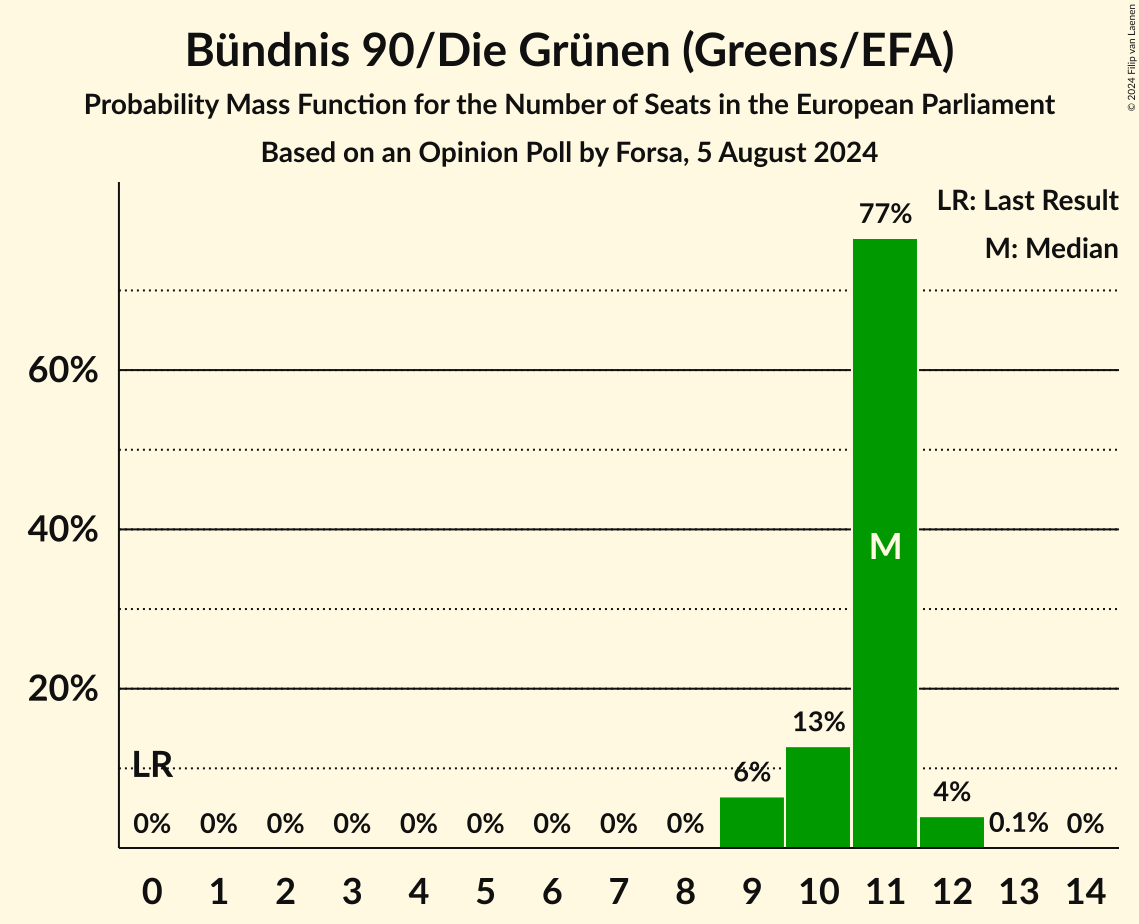 Bündnis 90/Die Grünen (Greens/EFA)
Probability Mass Function for the Number of Seats in the European Parliament
Based on an Opinion Poll by Forsa, 5 August 2024
© 2024 Filip van Laenen
LR: Last Result
M: Median
77%
60%
40%
M
20%
13%
LR
6%
4%
0% 0% 0% 0% 0% 0% 0% 0% 0% 0.1% 0%
0 1 2 3 4 5 6 7 8 9 10 11 12 13 14